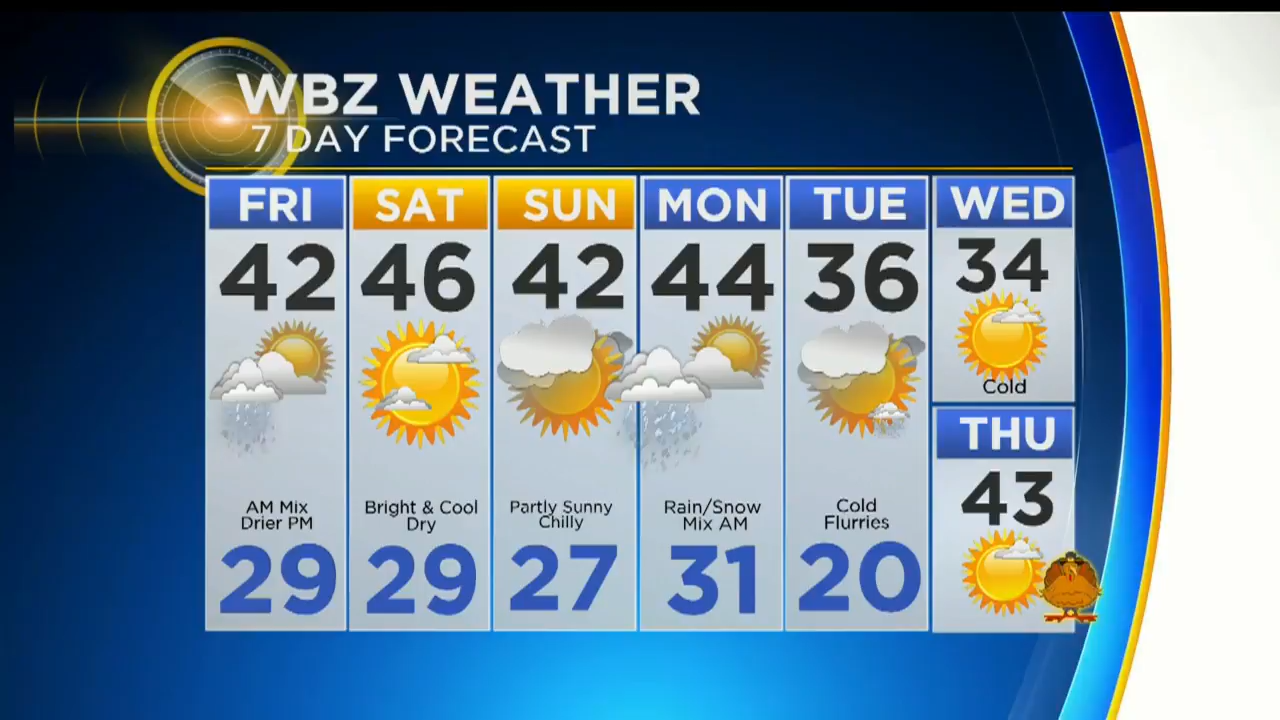 WBZ WEATHER
7 DAY FORECAST
FRI
42
AM Mix
Drier PM
29
SAT
46
Bright & Cool
Dry
29
SUN
42
Partly Sunny
Chilly
27
MON
44
Rain/Snow
Mix AM
31
TUE
36
Cold
Flurries
20
WED
34
Cold
THU
43